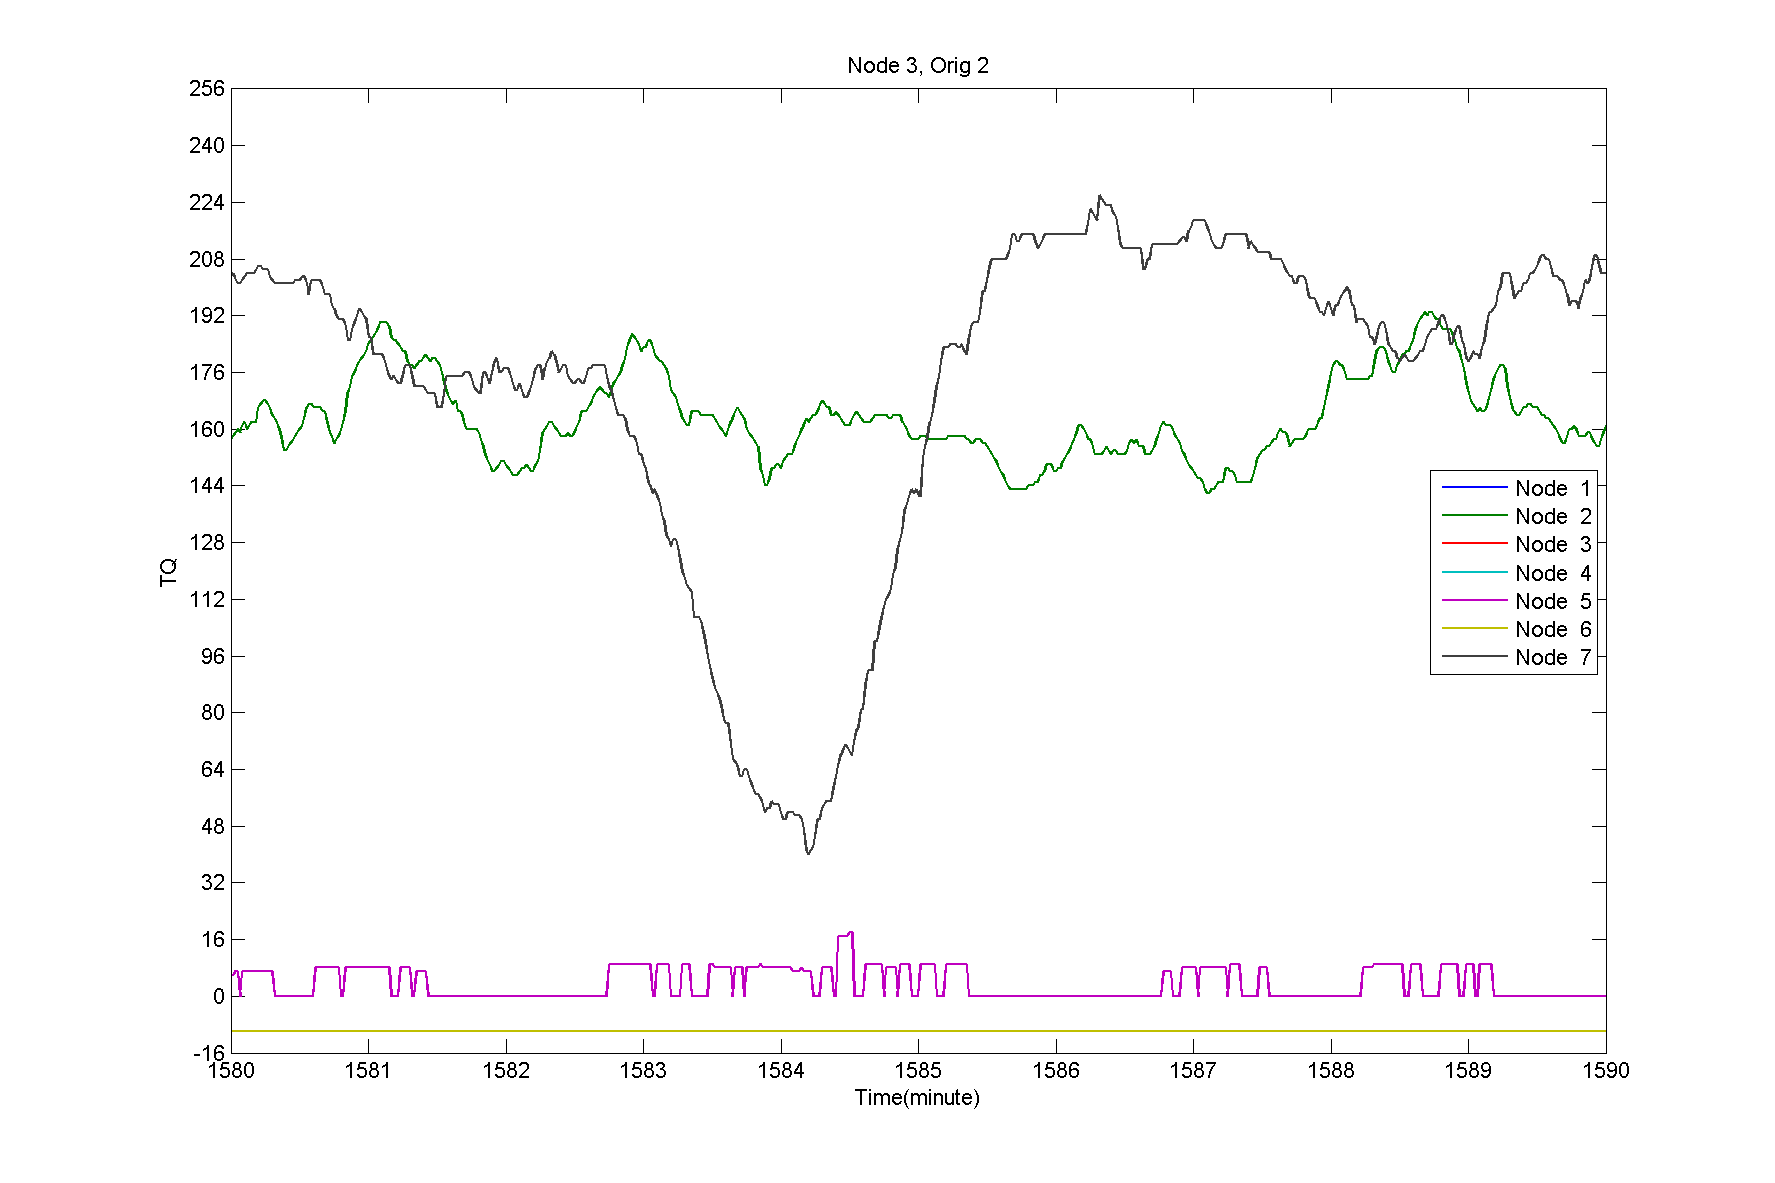 Node 3, Orig 2
256
240
224
208
192
176
160
144
128
112
96
80
64
48
32
16
0
-16
TQ
Node 1
Node 2
Node 3
Node 4
Node 5
Node 6
Node 7
1580 1581 1582 1583 1584 1585 1586 1587 1588 1589 1590
Time(minute)